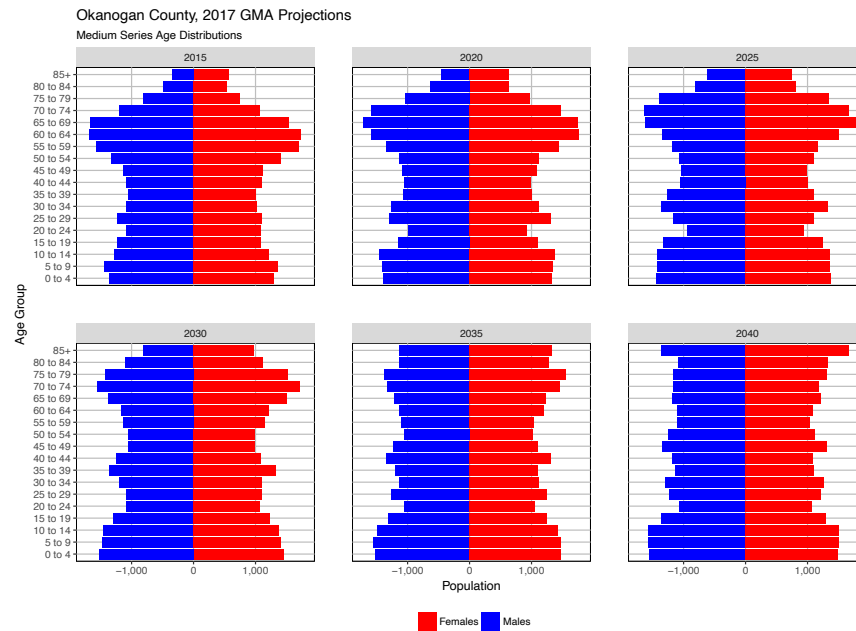 Okanogan County, 2017 GMA Projections
Medium Series Age Distributions
2015
2020
2025
85+
80 to 84
75 to 79
70 to 74
65 to 69
60 to 64
55 to 59
50 to 54
45 to 49
40 to 44
35 to 39
30 to 34
25 to 29
20 to 24
15 to 19
10 to 14
5 to 9
0 to 4
Age Group
2030
2035
2040
85+
80 to 84
75 to 79
70 to 74
65 to 69
60 to 64
55 to 59
50 to 54
45 to 49
40 to 44
35 to 39
30 to 34
25 to 29
20 to 24
15 to 19
10 to 14
5 to 9
0 to 4
−1,000 0 1,000 −1,000 0 1,000 −1,000 0 1,000
Population
Females Males